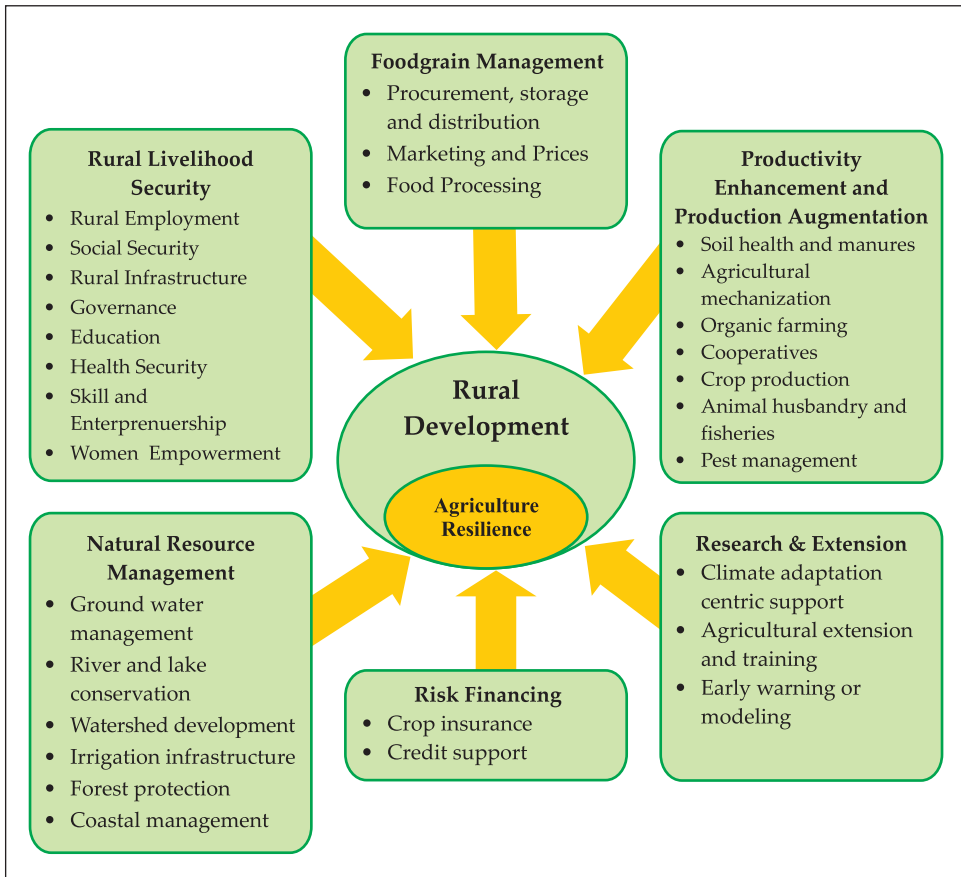 Foodgrain Management
• Procurement, storage
and distribution
• Marketing and Prices
• Food Processing
Rural Livelihood
Security
• Rural Employment
• Social Security
• Rural Infrastructure
• Governance
• Education
• Health Security
• Skill and
Enterprenuership
• Women Empowerment
Productivity
Enhancement and
Production Augmentation
• Soil health and manures
• Agricultural
mechanization
• Organic farming
• Cooperatives
• Crop production
• Animal husbandry and
fisheries
• Pest management
Rural
Development
Agriculture
Resilience
Natural Resource
Management
• Ground water
management
• River and lake
conservation
• Watershed development
• Irrigation infrastructure
• Forest protection
• Coastal management
Risk Financing
• Crop insurance
• Credit support
Research & Extension
• Climate adaptation
centric support
• Agricultural extension
and training
• Early warning or
modeling